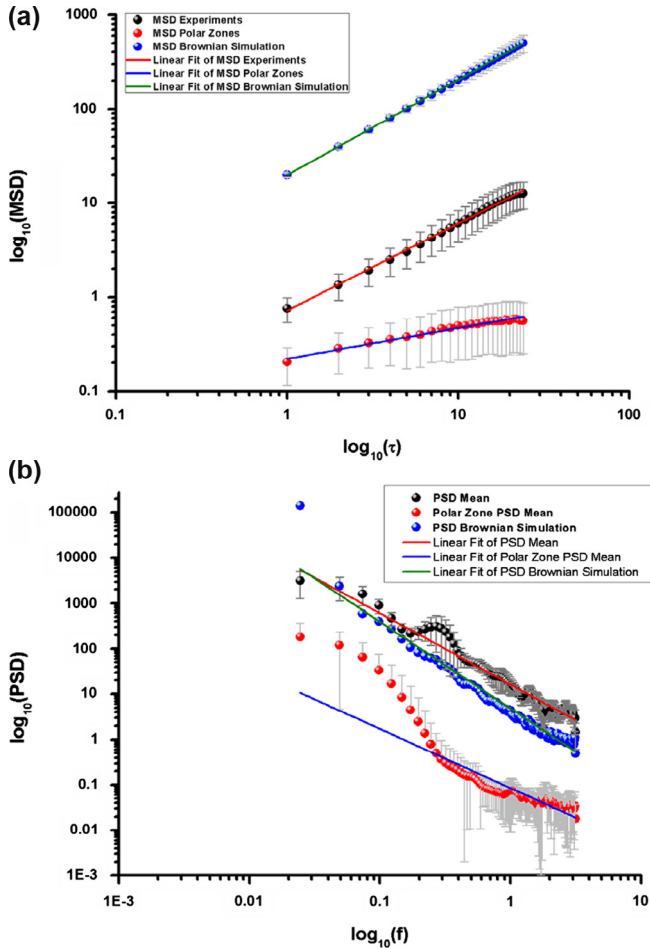 (a)
MSD Experiments
MSD Polar Zones
MSD Brownian Simulation
Linear Fit of MSD Experiments
Linear Fit of MSD Polar Zones
Linear Fit of MSD Brownian Simulation
1000
100
10
1
0.1
log10(MSD)
0.1
1
10
100
log10(τ)
(b)
PSD Mean
Polar Zone PSD Mean
PSD Brownian Simulation
Linear Fit of PSD Mean
Linear Fit of Polar Zone PSD Mean
Linear Fit of PSD Brownian Simulation
100000
10000
1000
100
10
1
0.1
0.01
1E-3
log10(PSD)
1E-3
0.01
0.1
1
10
log10(f)